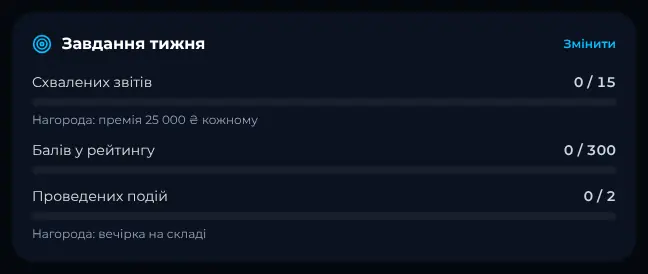 Завдання тижня
Змінити
Схвалених звітів 0 / 15
Нагорода: премія 25 000 ₴ кожному
Балів у рейтингу 0 / 300
Проведених подій 0 / 2
Нагорода: вечірка на складі